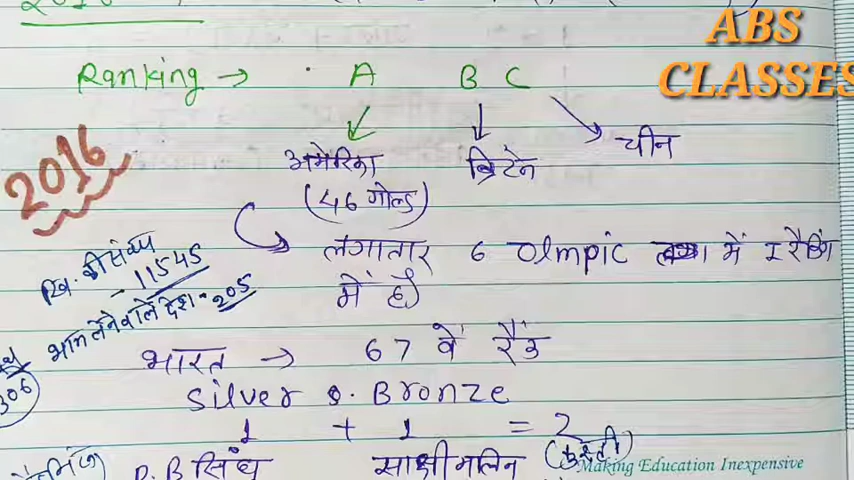 ABS
CLASSES
Ranking → A B C
2016
अमेरिका ब्रिटेन चीन
(46 गोल्ड)
लगातार 6 Olmpic में I रैंकिंग
में है
11545
भाग लेने वाले देश - 205
306
भारत → 67 वें रैंक
Silver & Bronze
1 + 1 = 2
P. B सिंधु साक्षी मलिक (कुश्ती)
Making Education Inexpensive